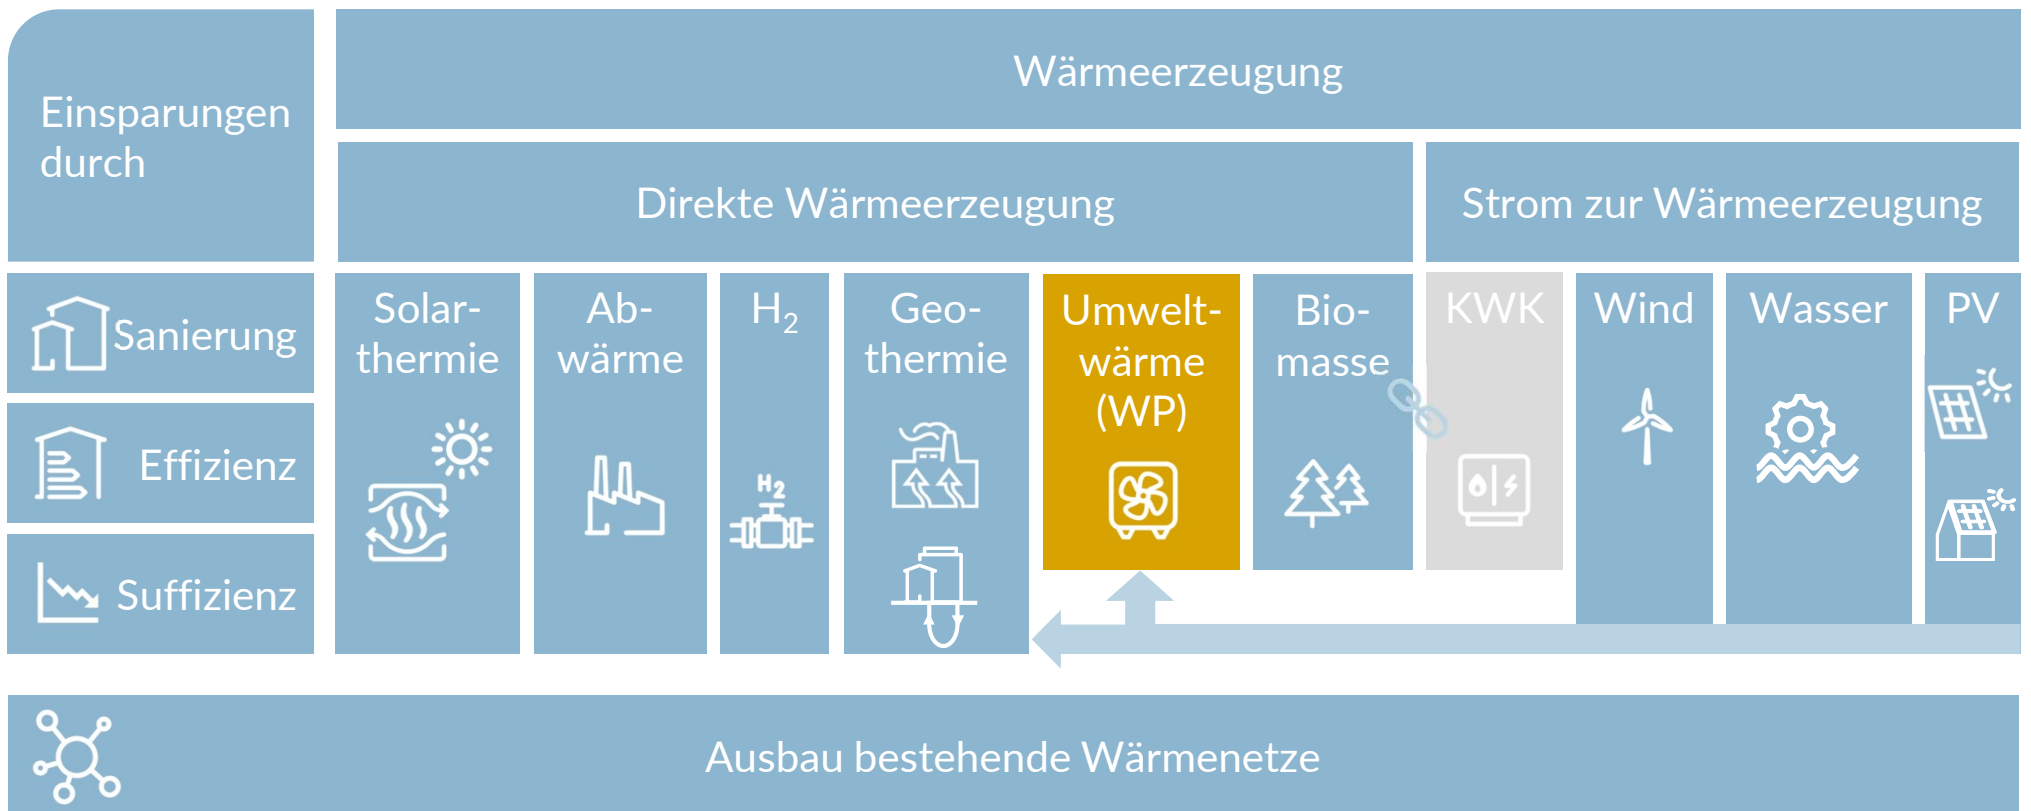 Einsparungen
durch
Wärmeerzeugung
Direkte Wärmeerzeugung
Strom zur Wärmeerzeugung
Sanierung
Effizienz
Suffizienz
Solar-
thermie
Ab-
wärme
H₂
H₂
Geo-
thermie
Umwelt-
wärme
(WP)
Bio-
masse
KWK
Wind
Wasser
PV
Ausbau bestehende Wärmenetze